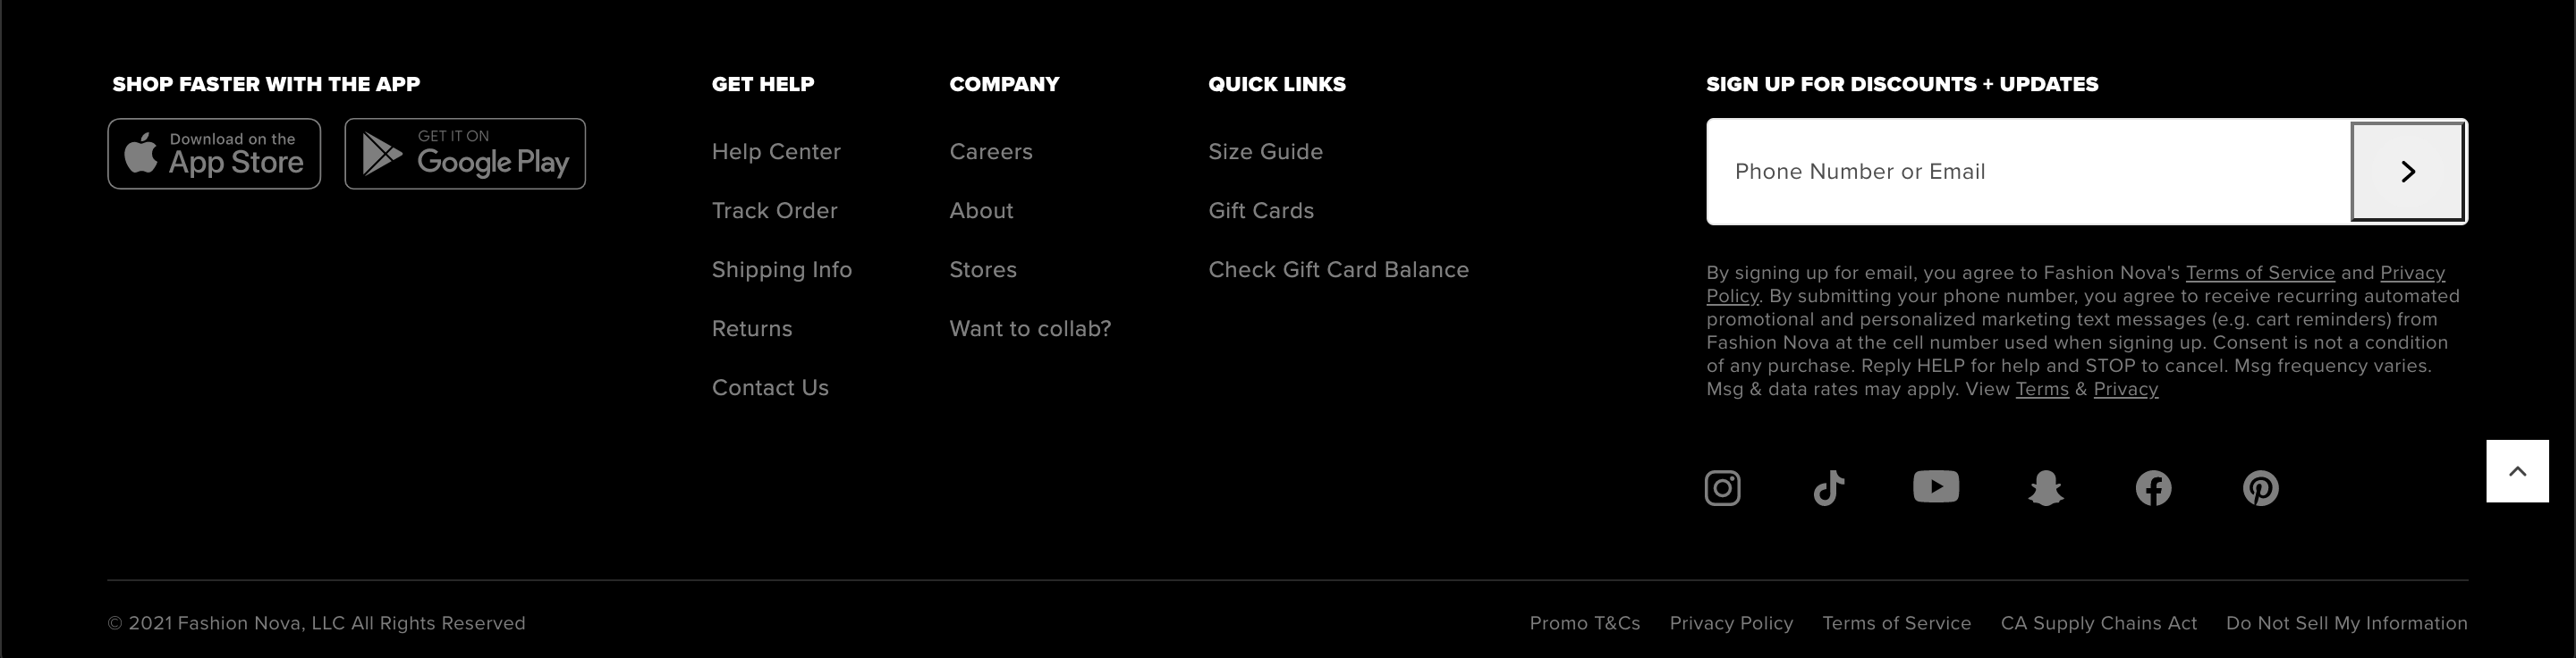 SHOP FASTER WITH THE APP
Download on the
App Store
GET IT ON
Google Play
GET HELP
Help Center
Track Order
Shipping Info
Returns
Contact Us
COMPANY
Careers
About
Stores
Want to collab?
QUICK LINKS
Size Guide
Gift Cards
Check Gift Card Balance
SIGN UP FOR DISCOUNTS + UPDATES
Phone Number or Email
By signing up for email, you agree to Fashion Nova's Terms of Service and Privacy
Policy. By submitting your phone number, you agree to receive recurring automated
promotional and personalized marketing text messages (e.g. cart reminders) from
Fashion Nova at the cell number used when signing up. Consent is not a condition
of any purchase. Reply HELP for help and STOP to cancel. Msg frequency varies.
Msg & data rates may apply. View Terms & Privacy
© 2021 Fashion Nova, LLC All Rights Reserved
Promo T&Cs Privacy Policy Terms of Service CA Supply Chains Act Do Not Sell My Information